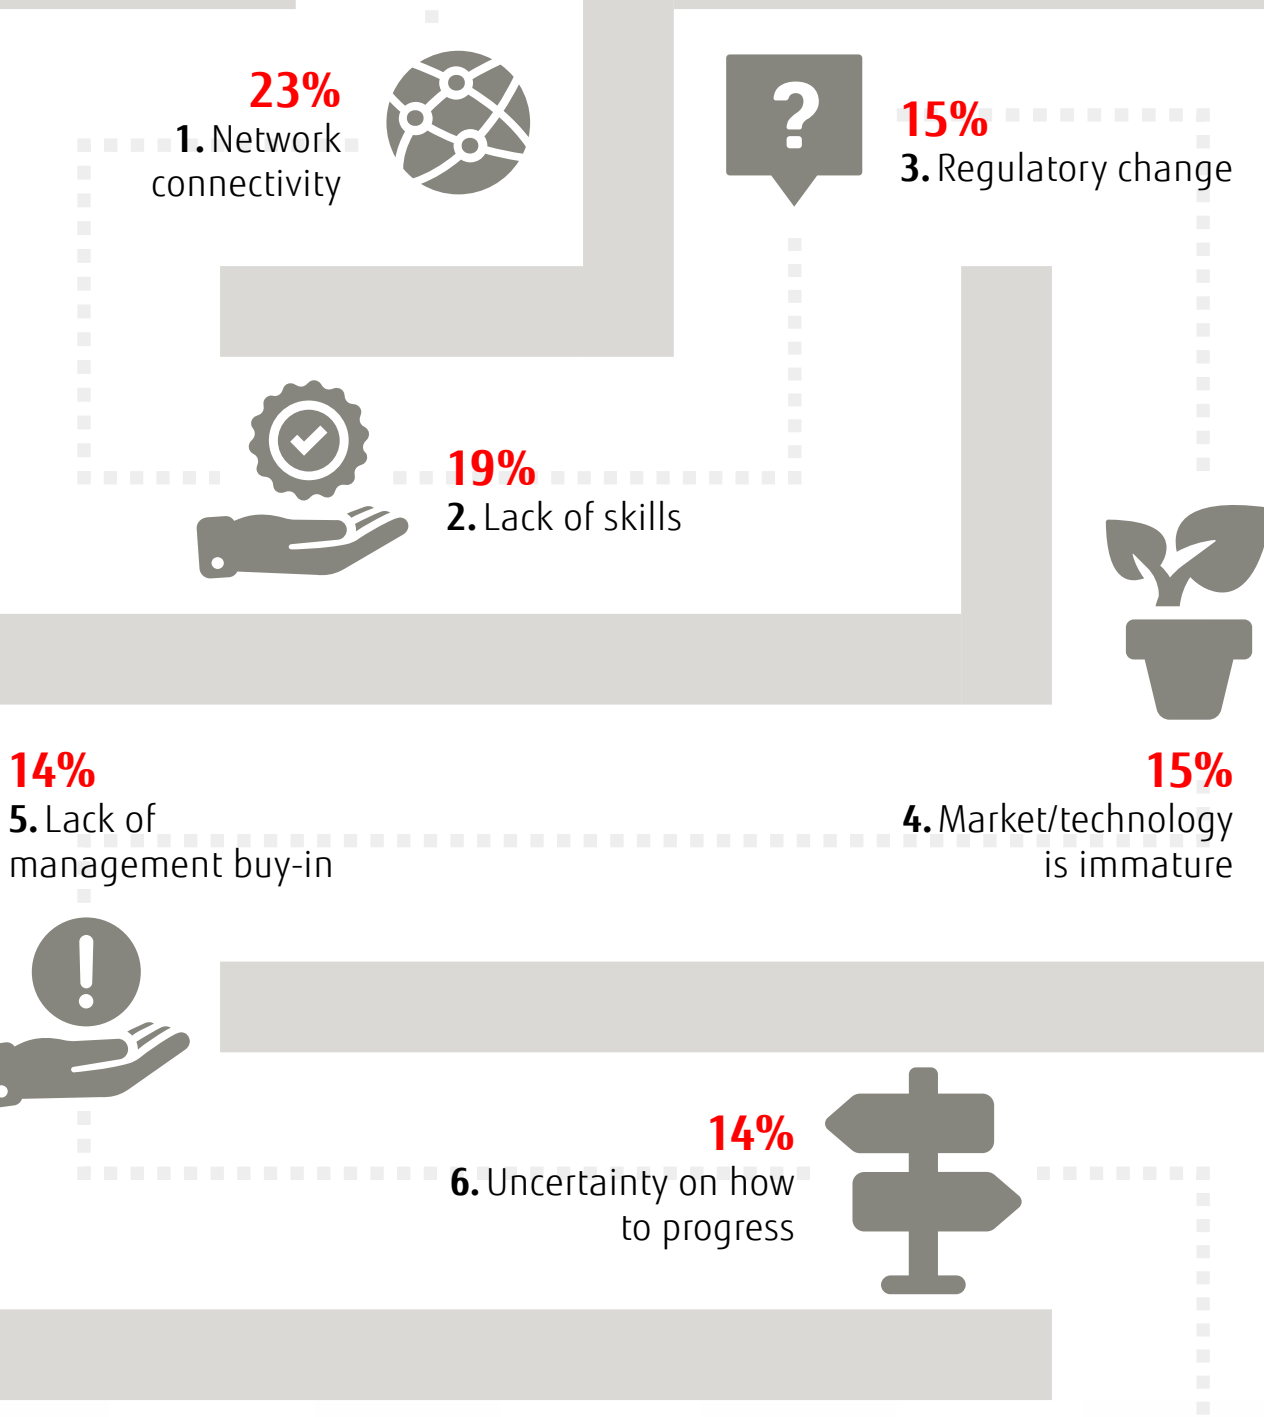 23%
1. Network
connectivity
?
15%
3. Regulatory change
19%
2. Lack of skills
15%
4. Market/technology
is immature
14%
5. Lack of
management buy-in
!
14%
6. Uncertainty on how
to progress